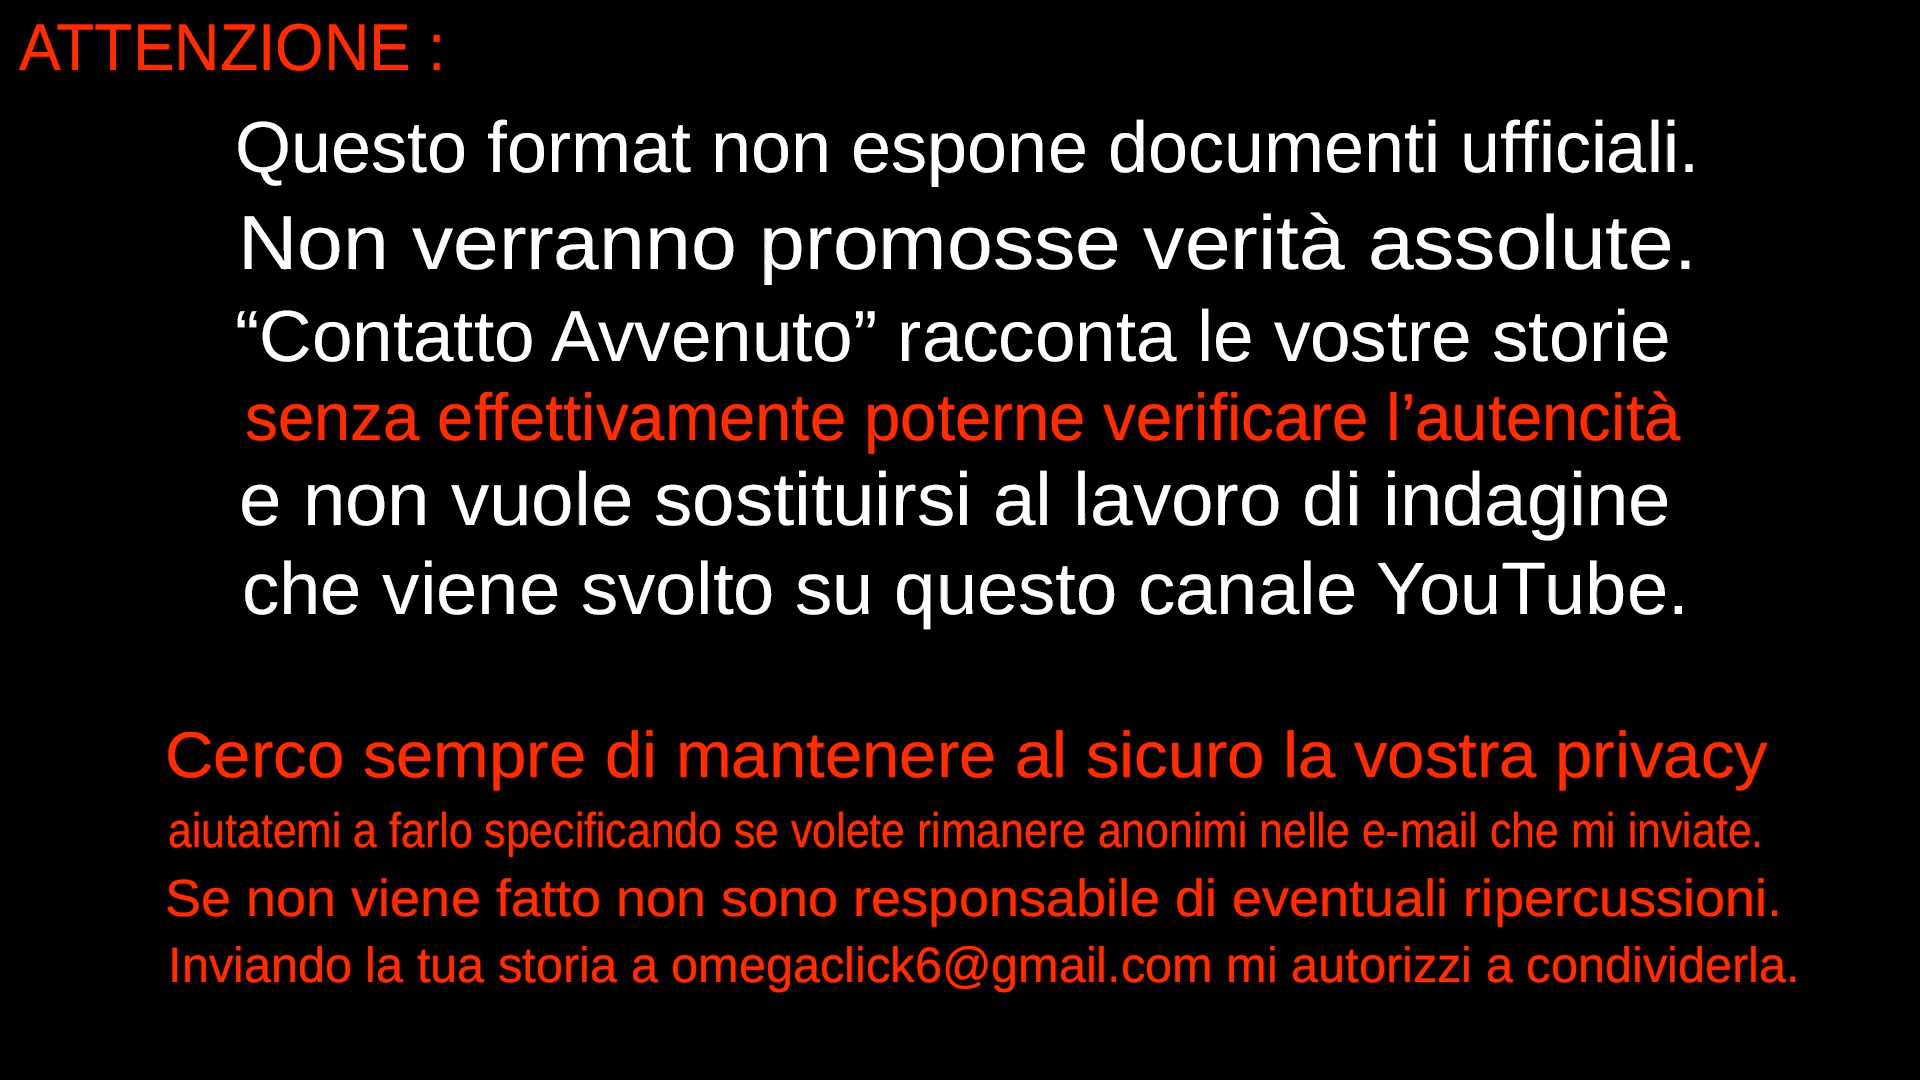 ATTENZIONE :
Questo format non espone documenti ufficiali.
Non verranno promosse verità assolute.
“Contatto Avvenuto” racconta le vostre storie
senza effettivamente poterne verificare l’autencità
e non vuole sostituirsi al lavoro di indagine
che viene svolto su questo canale YouTube.
Cerco sempre di mantenere al sicuro la vostra privacy
aiutatemi a farlo specificando se volete rimanere anonimi nelle e-mail che mi inviate.
Se non viene fatto non sono responsabile di eventuali ripercussioni.
Inviando la tua storia a omegaclick6@gmail.com mi autorizzi a condividerla.